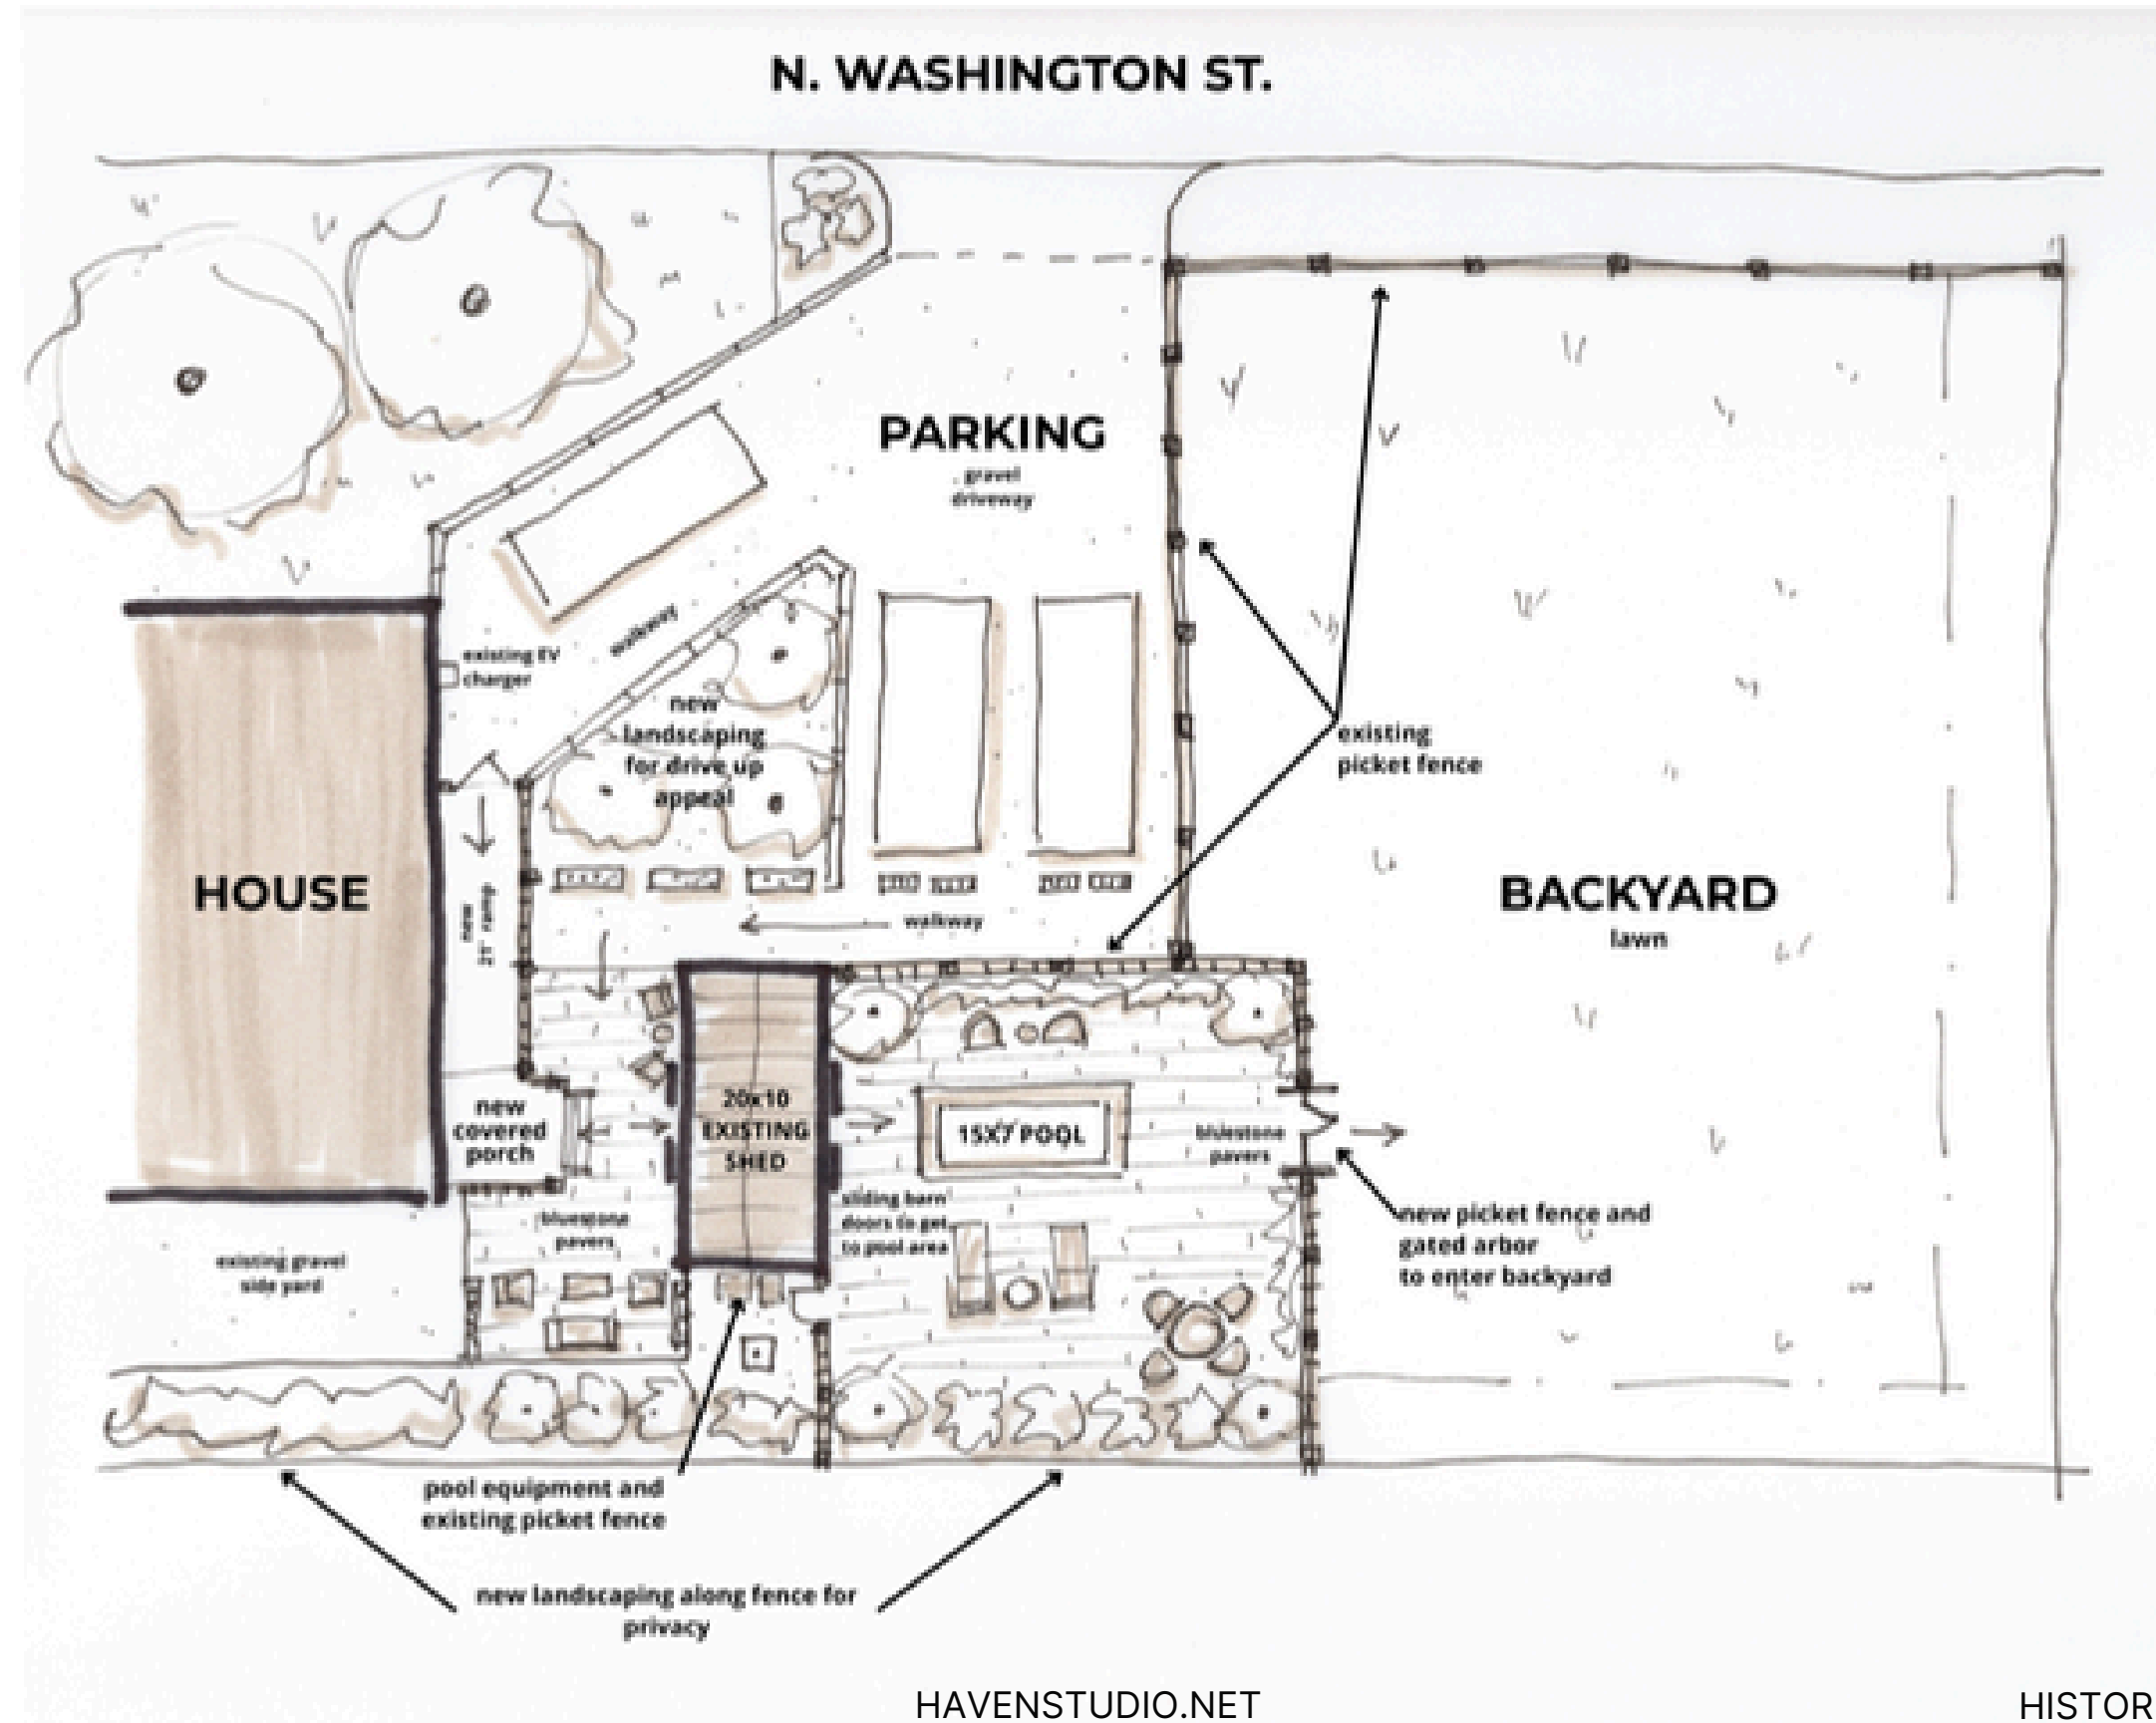 N. WASHINGTON ST.
PARKING
gravel
driveway
walkway
existing EV
charger
new
landscaping
for drive up
appeal
existing
picket fence
HOUSE
new
21' ramp
walkway
BACKYARD
lawn
new
covered
porch
20x10
EXISTING
SHED
15X7 POOL
bluestone
pavers
sliding barn
doors to get
to pool area
bluestone
pavers
new picket fence and
gated arbor
to enter backyard
existing gravel
side yard
pool equipment and
existing picket fence
new landscaping along fence for
privacy
HAVENSTUDIO.NET
HISTOR